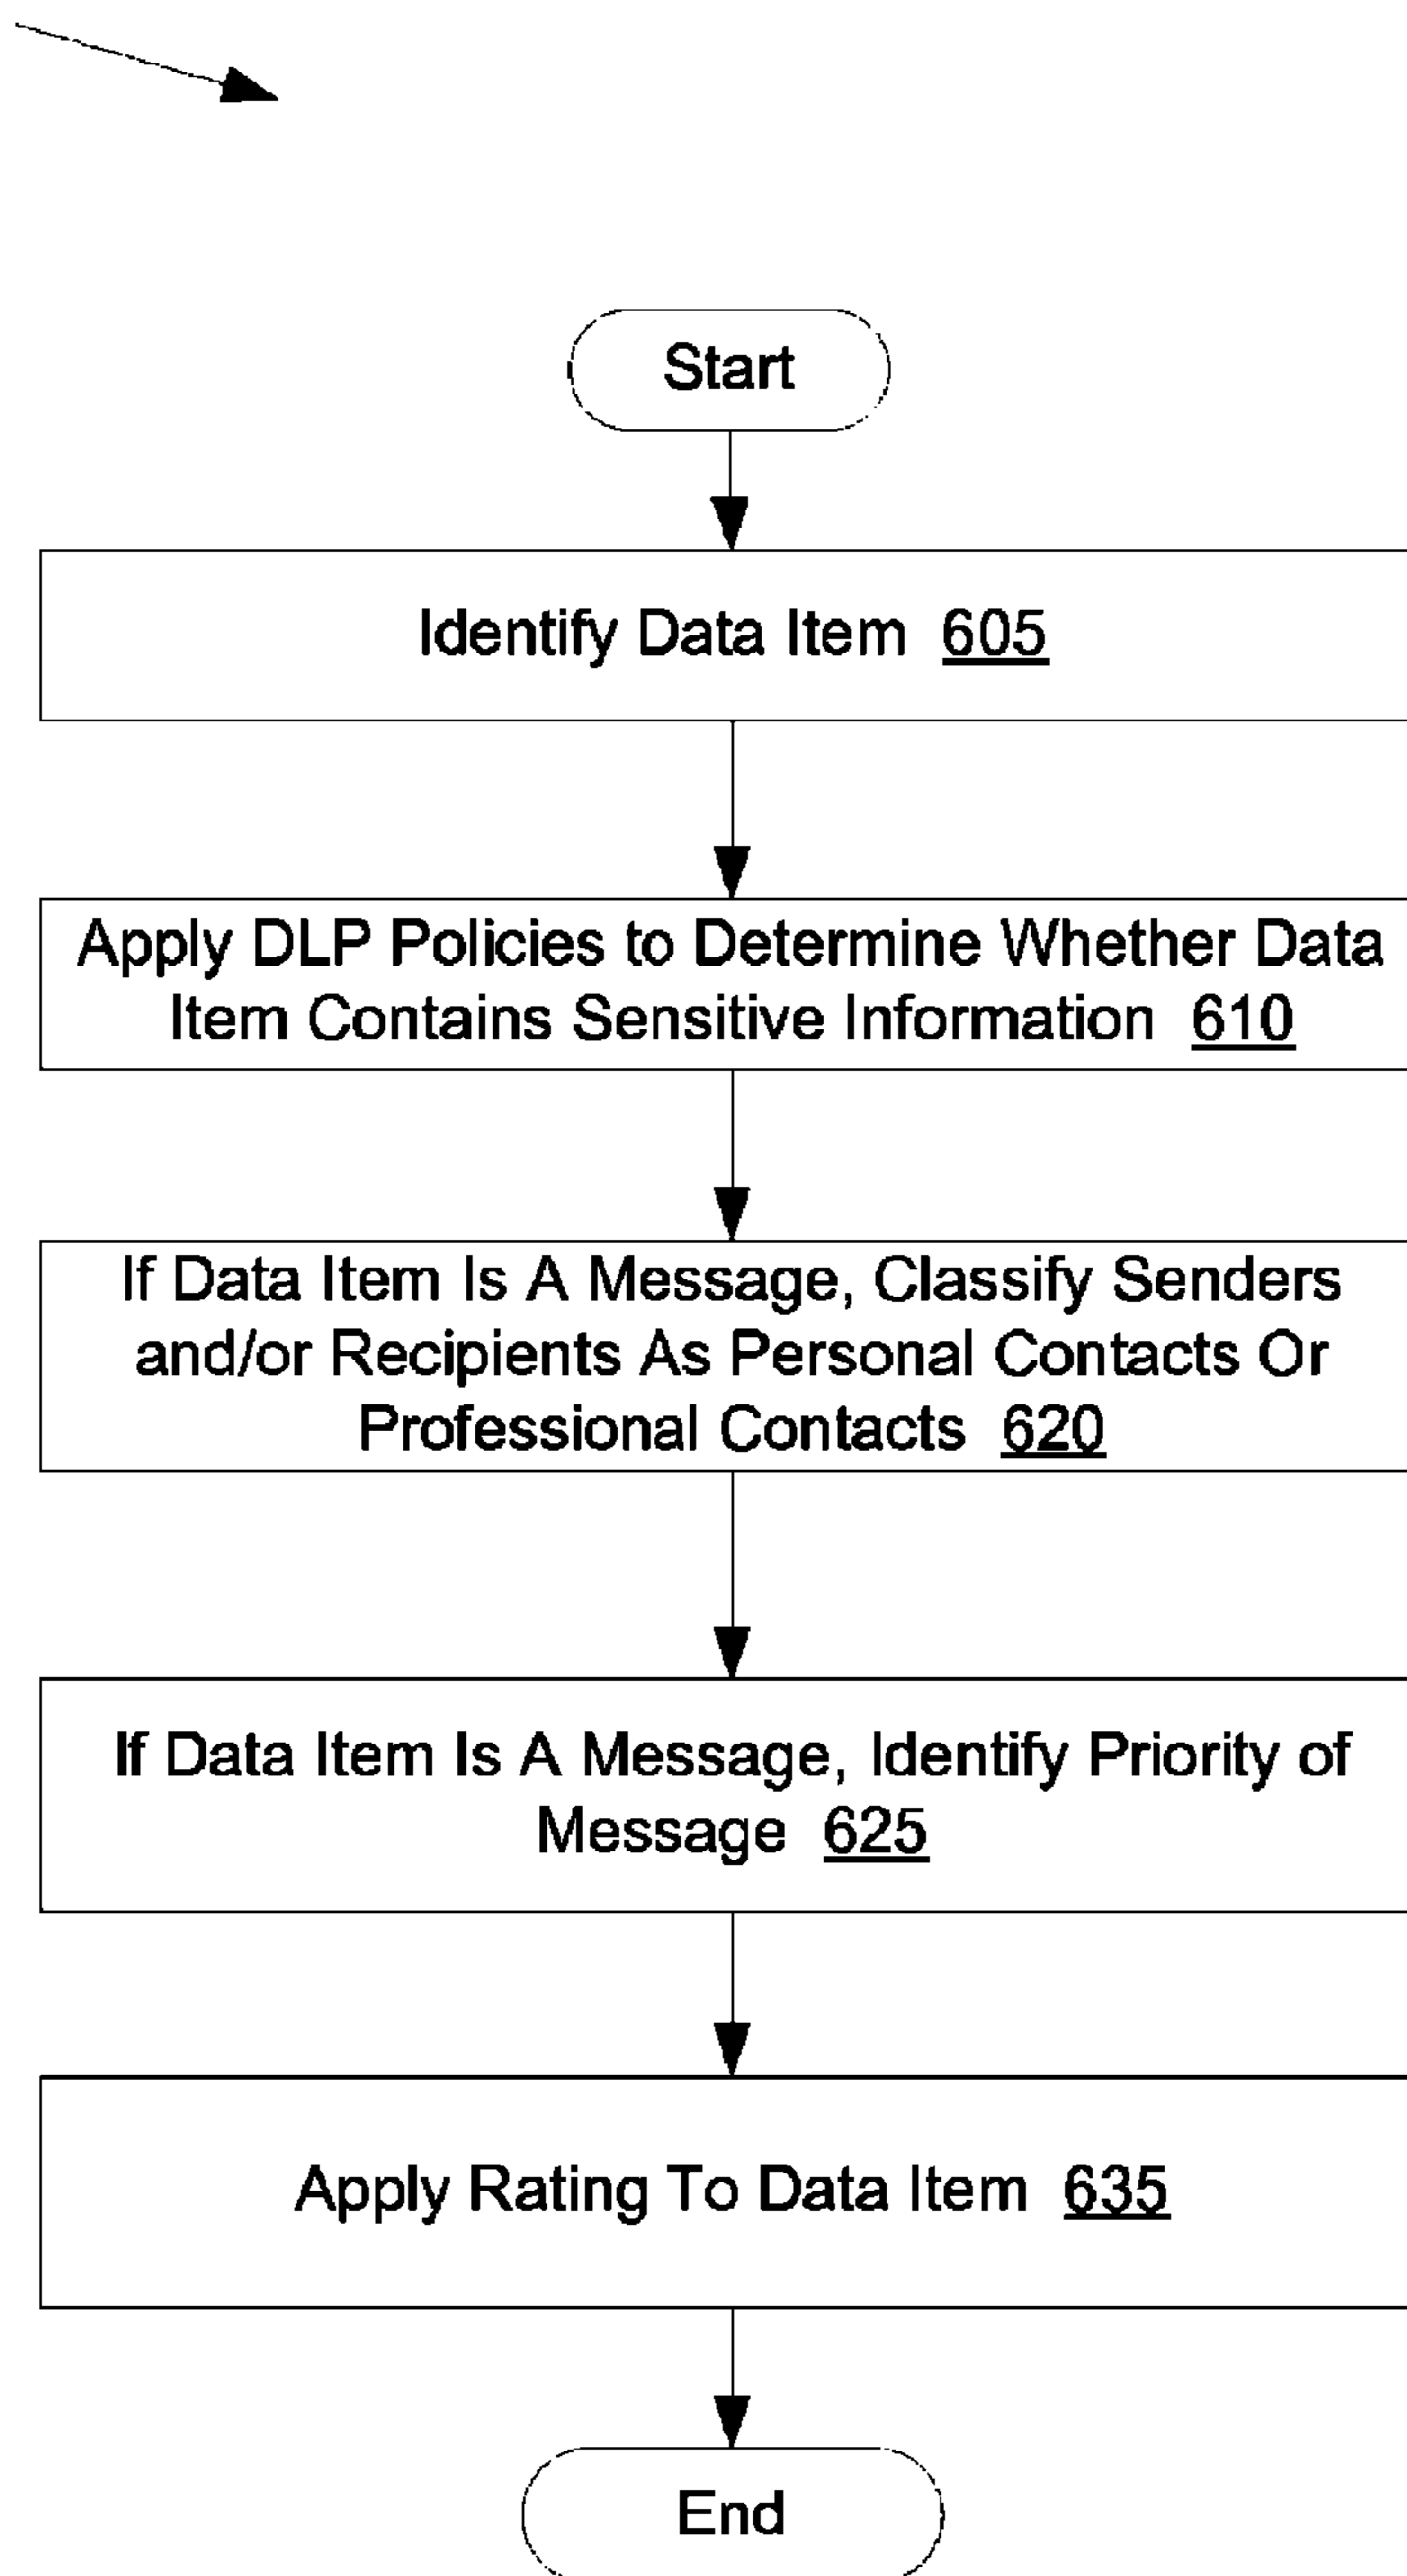 Start
Identify Data Item 605
Apply DLP Policies to Determine Whether Data
Item Contains Sensitive Information 610
If Data Item Is A Message, Classify Senders
and/or Recipients As Personal Contacts Or
Professional Contacts 620
If Data Item Is A Message, Identify Priority of
Message 625
Apply Rating To Data Item 635
End